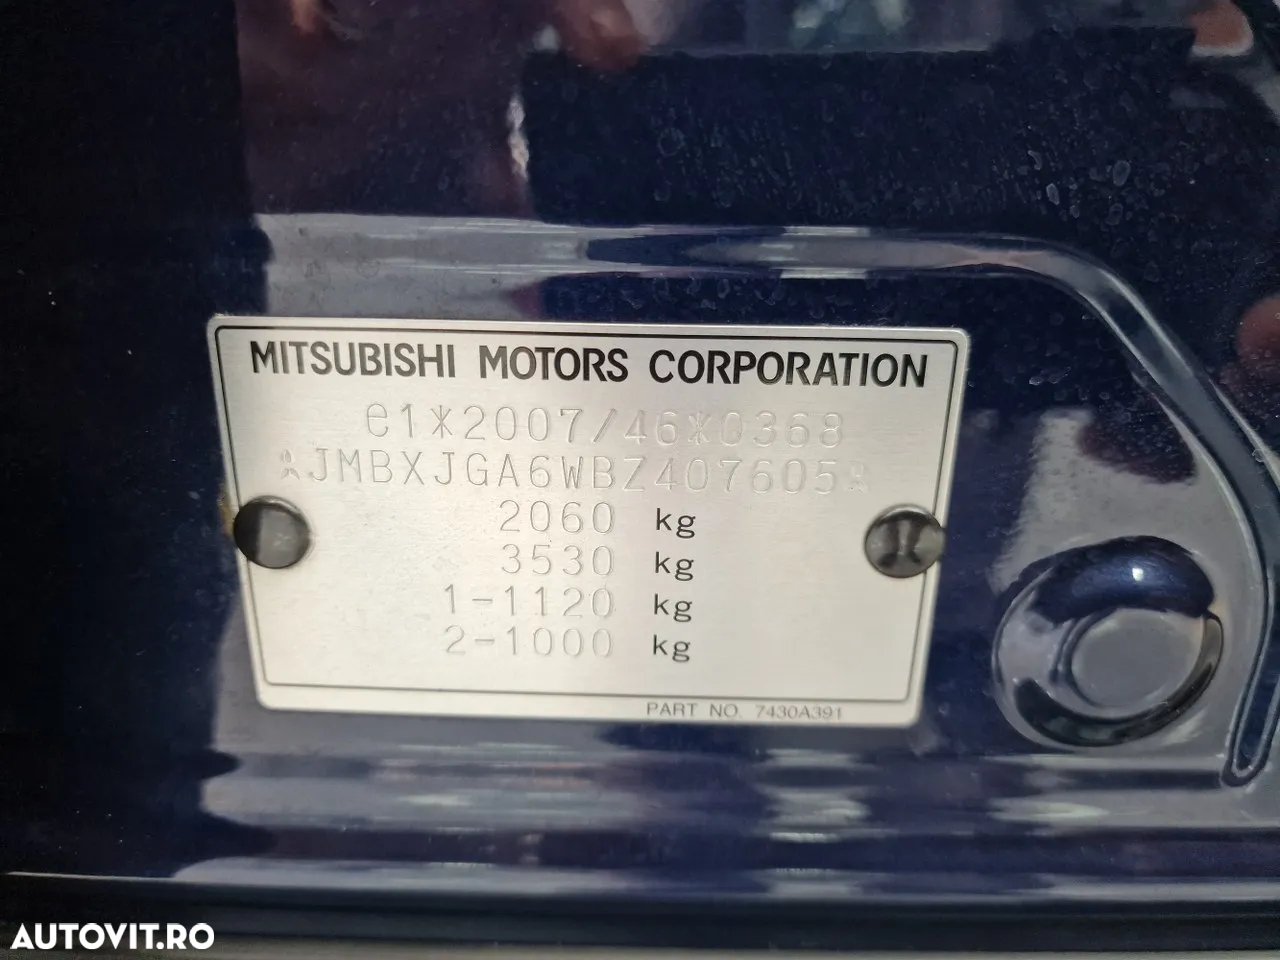 MITSUBISHI MOTORS CORPORATION
e1*2007/46*0368
JMBXJGA6WBZ407605
2060 kg
3530 kg
1-1120 kg
2-1000 kg
PART NO. 7430A391
AUTOVIT.RO